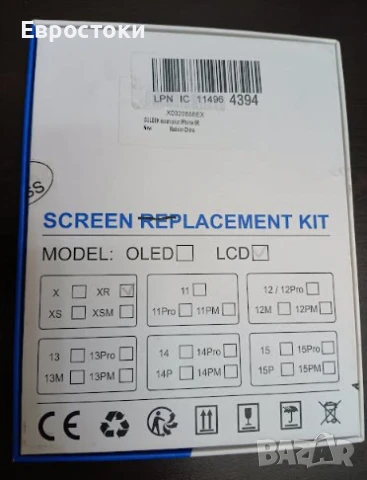 Евростоки
LPN IC 11496 4394
SCREEN REPLACEMENT KIT
MODEL: OLED LCD
X XR
XS XSM
11
11Pro 11PM
12 / 12Pro
12M 12PM
13 13Pro
13M 13PM
14 14Pro
14P 14PM
15 15Pro
15P 15PM
CE
BAZAR